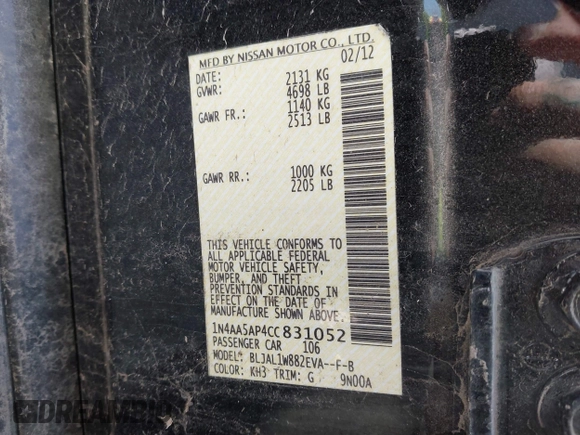 MFD BY NISSAN MOTOR CO., LTD.
02/12
DATE: 2131 KG
GVWR: 4698 LB
GAWR FR.: 1140 KG
2513 LB
GAWR RR.: 1000 KG
2205 LB
THIS VEHICLE CONFORMS TO
ALL APPLICABLE FEDERAL
MOTOR VEHICLE SAFETY,
BUMPER, AND THEFT
PREVENTION STANDARDS IN
EFFECT ON THE DATE OF
MANUFACTURE SHOWN ABOVE.
1N4AA5AP4CC831052
PASSENGER CAR 106
MODEL: BLJAL1W882EVA--F-B
COLOR: KH3 TRIM: G 9N00A
DREAMBID